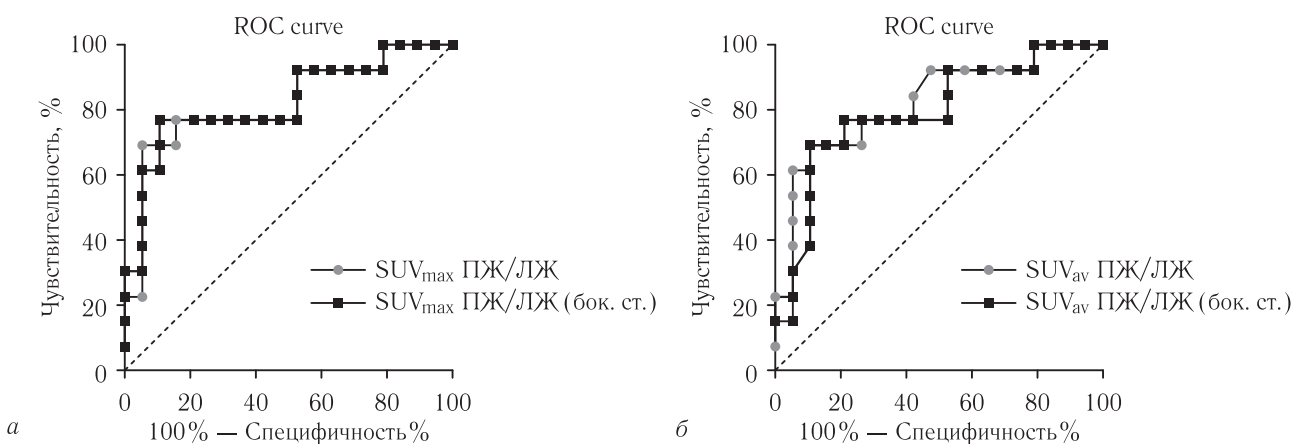 ROC curve
100
80
60
40
20
0
Чувствительность, %
SUVmax ПЖ/ЛЖ
SUVmax ПЖ/ЛЖ (бок. ст.)
0 20 40 60 80 100
100% — Специфичность%
а
ROC curve
100
80
60
40
20
0
Чувствительность, %
SUVav ПЖ/ЛЖ
SUVav ПЖ/ЛЖ (бок. ст.)
0 20 40 60 80 100
100% — Специфичность%
б